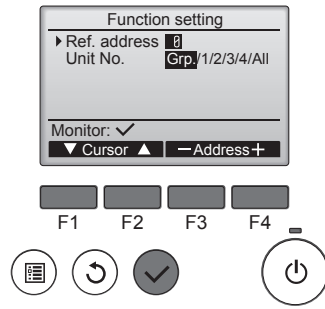 Function setting
Ref. address 0
Unit No. Grp./1/2/3/4/All
Monitor:
Cursor Address
F1 F2 F3 F4